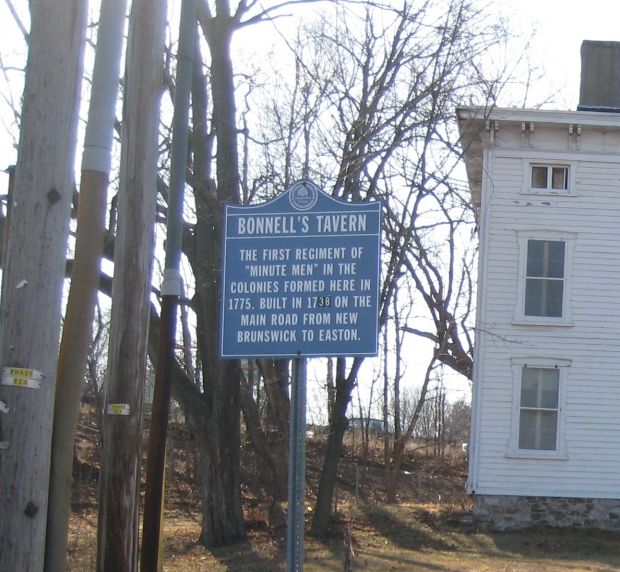 BONNELL'S TAVERN
THE FIRST REGIMENT OF
"MINUTE MEN" IN THE
COLONIES FORMED HERE IN
1775. BUILT IN 1738 ON THE
MAIN ROAD FROM NEW
BRUNSWICK TO EASTON.
PHASE